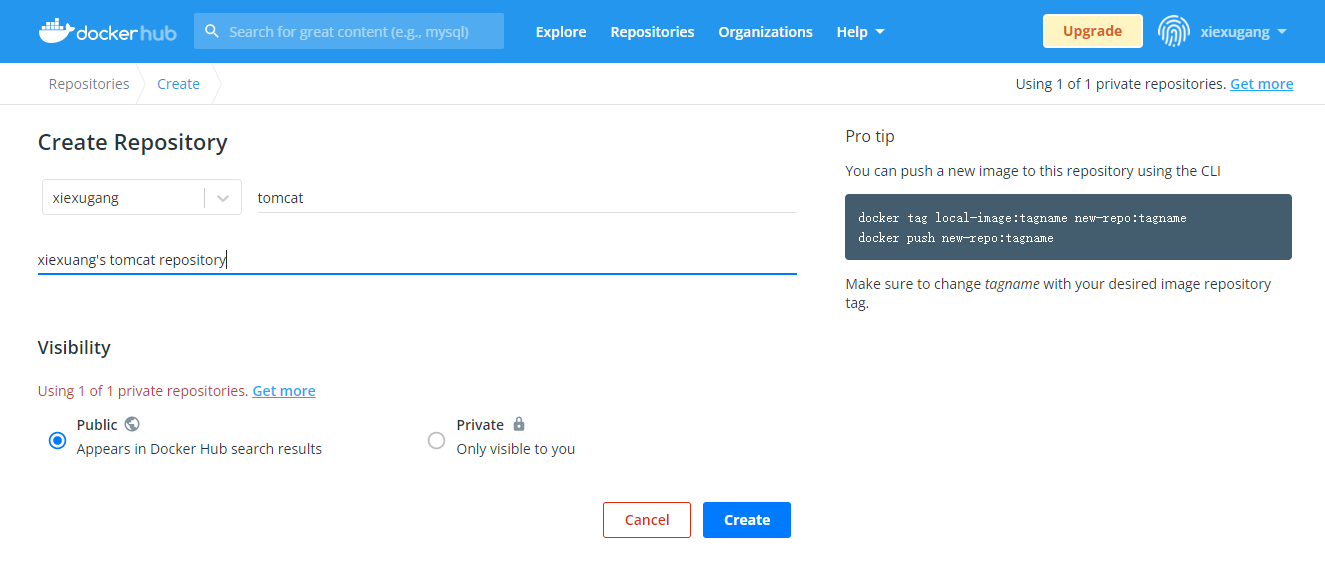 dockerhub Search for great content (e.g., mysql) Explore Repositories Organizations Help Upgrade xiexugang
Repositories Create Using 1 of 1 private repositories. Get more
Create Repository
xiexugang tomcat
xiexuang's tomcat repository
Visibility
Using 1 of 1 private repositories. Get more
Public Private
Appears in Docker Hub search results Only visible to you
Cancel Create
Pro tip
You can push a new image to this repository using the CLI
docker tag local-image:tagname new-repo:tagname
docker push new-repo:tagname
Make sure to change tagname with your desired image repository
tag.